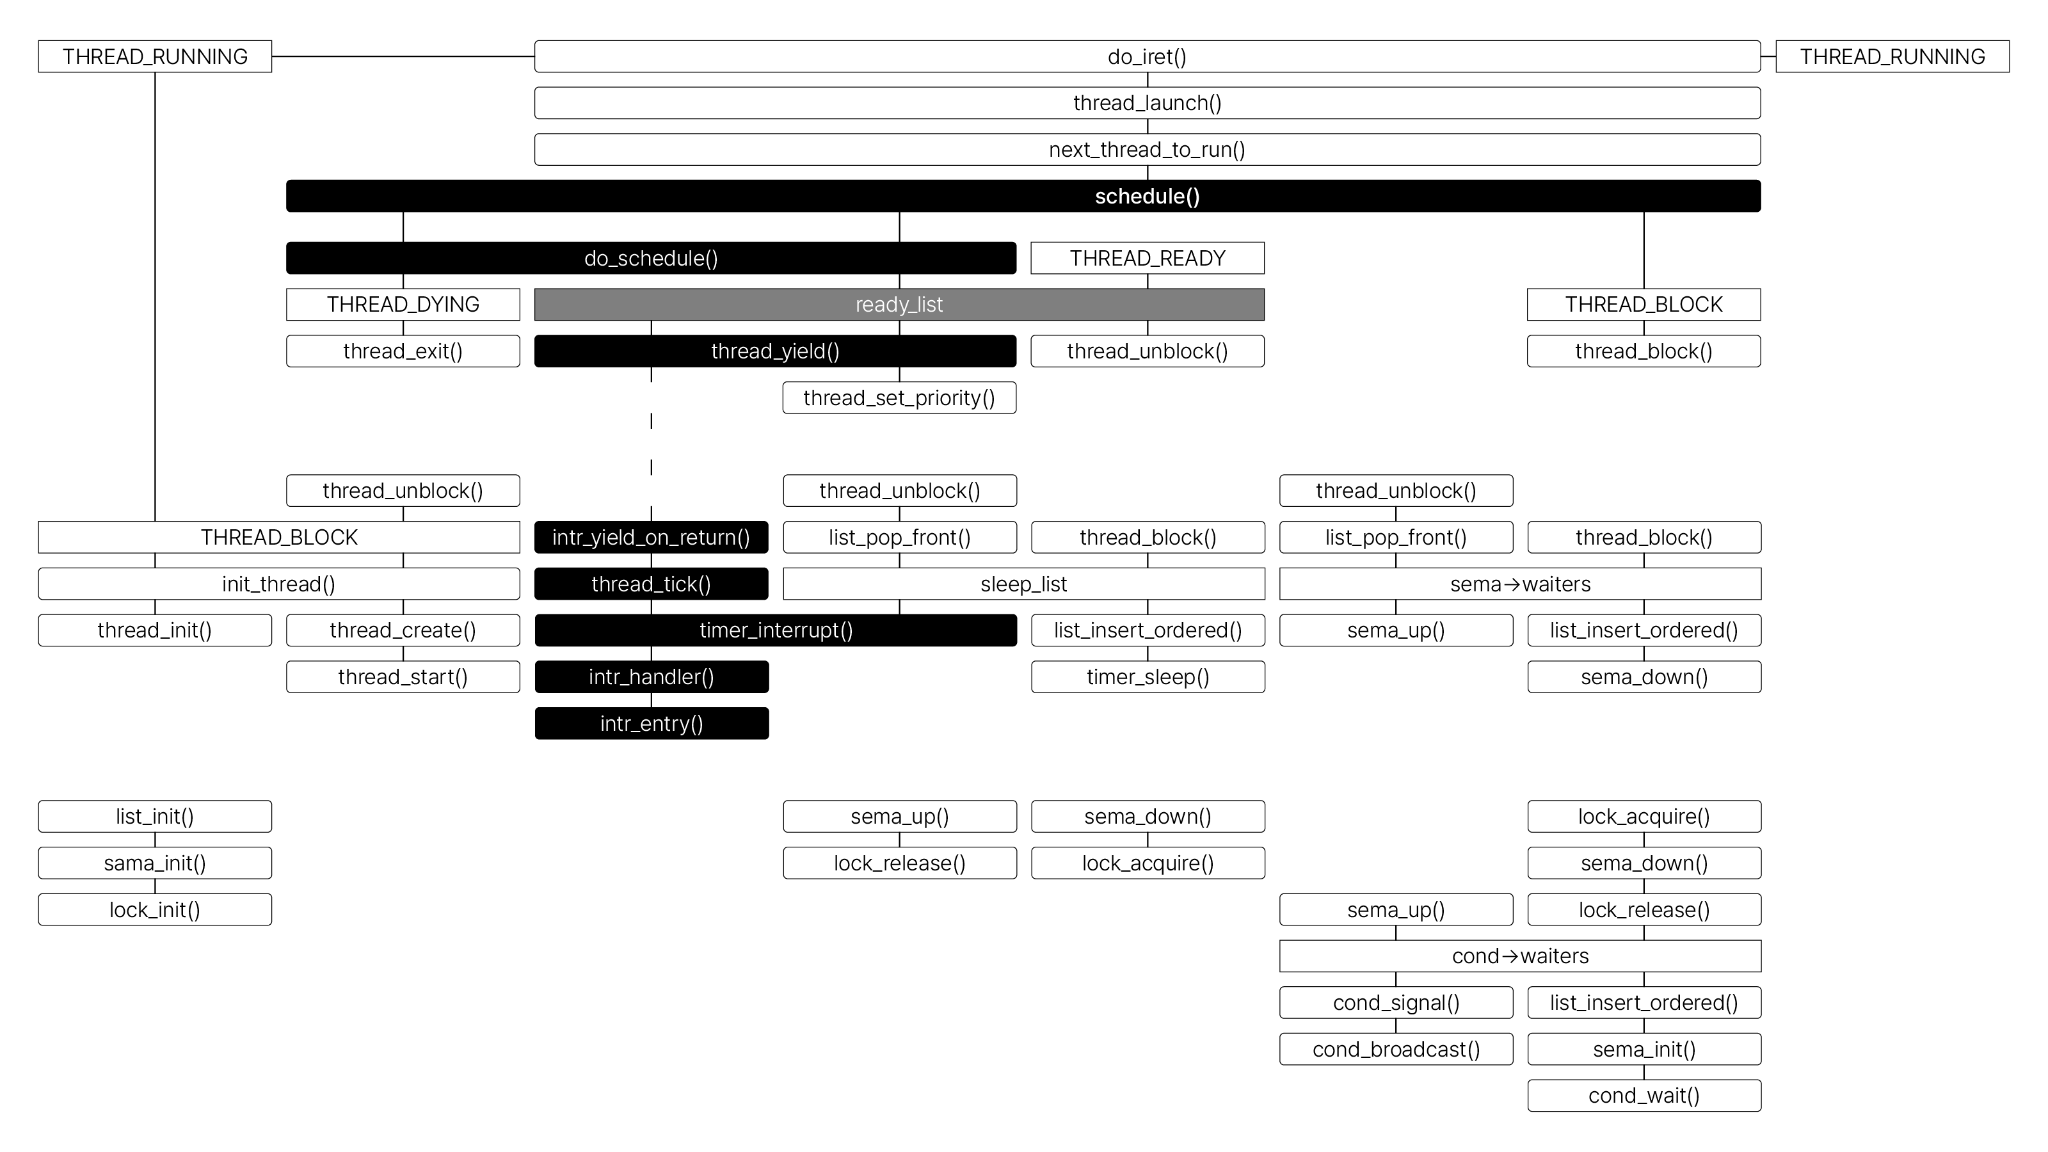 THREAD_RUNNING do_iret() THREAD_RUNNING
thread_launch()
next_thread_to_run()
schedule()
do_schedule() THREAD_READY
THREAD_DYING ready_list THREAD_BLOCK
thread_exit() thread_yield() thread_unblock() thread_block()
thread_set_priority()
thread_unblock() thread_unblock() thread_unblock()
THREAD_BLOCK intr_yield_on_return() list_pop_front() thread_block() list_pop_front() thread_block()
init_thread() thread_tick() sleep_list sema→waiters
thread_init() thread_create() timer_interrupt() list_insert_ordered() sema_up() list_insert_ordered()
thread_start() intr_handler() timer_sleep() sema_down()
intr_entry()
list_init() sema_up() sema_down() lock_acquire()
sama_init() lock_release() lock_acquire() sema_down()
lock_init() sema_up() lock_release()
cond→waiters
cond_signal() list_insert_ordered()
cond_broadcast() sema_init()
cond_wait()